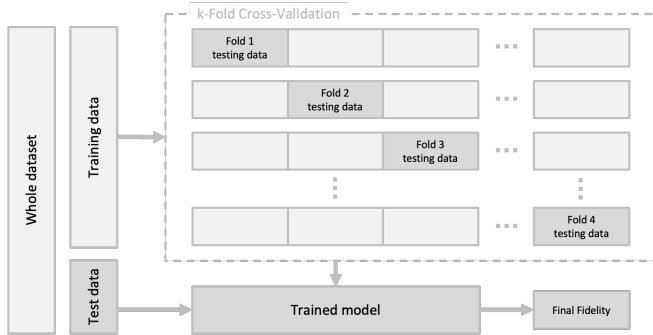 k-Fold Cross-Validation
Whole dataset
Training data
Fold 1
testing data
Fold 2
testing data
Fold 3
testing data
Fold 4
testing data
Test data
Trained model
Final Fidelity